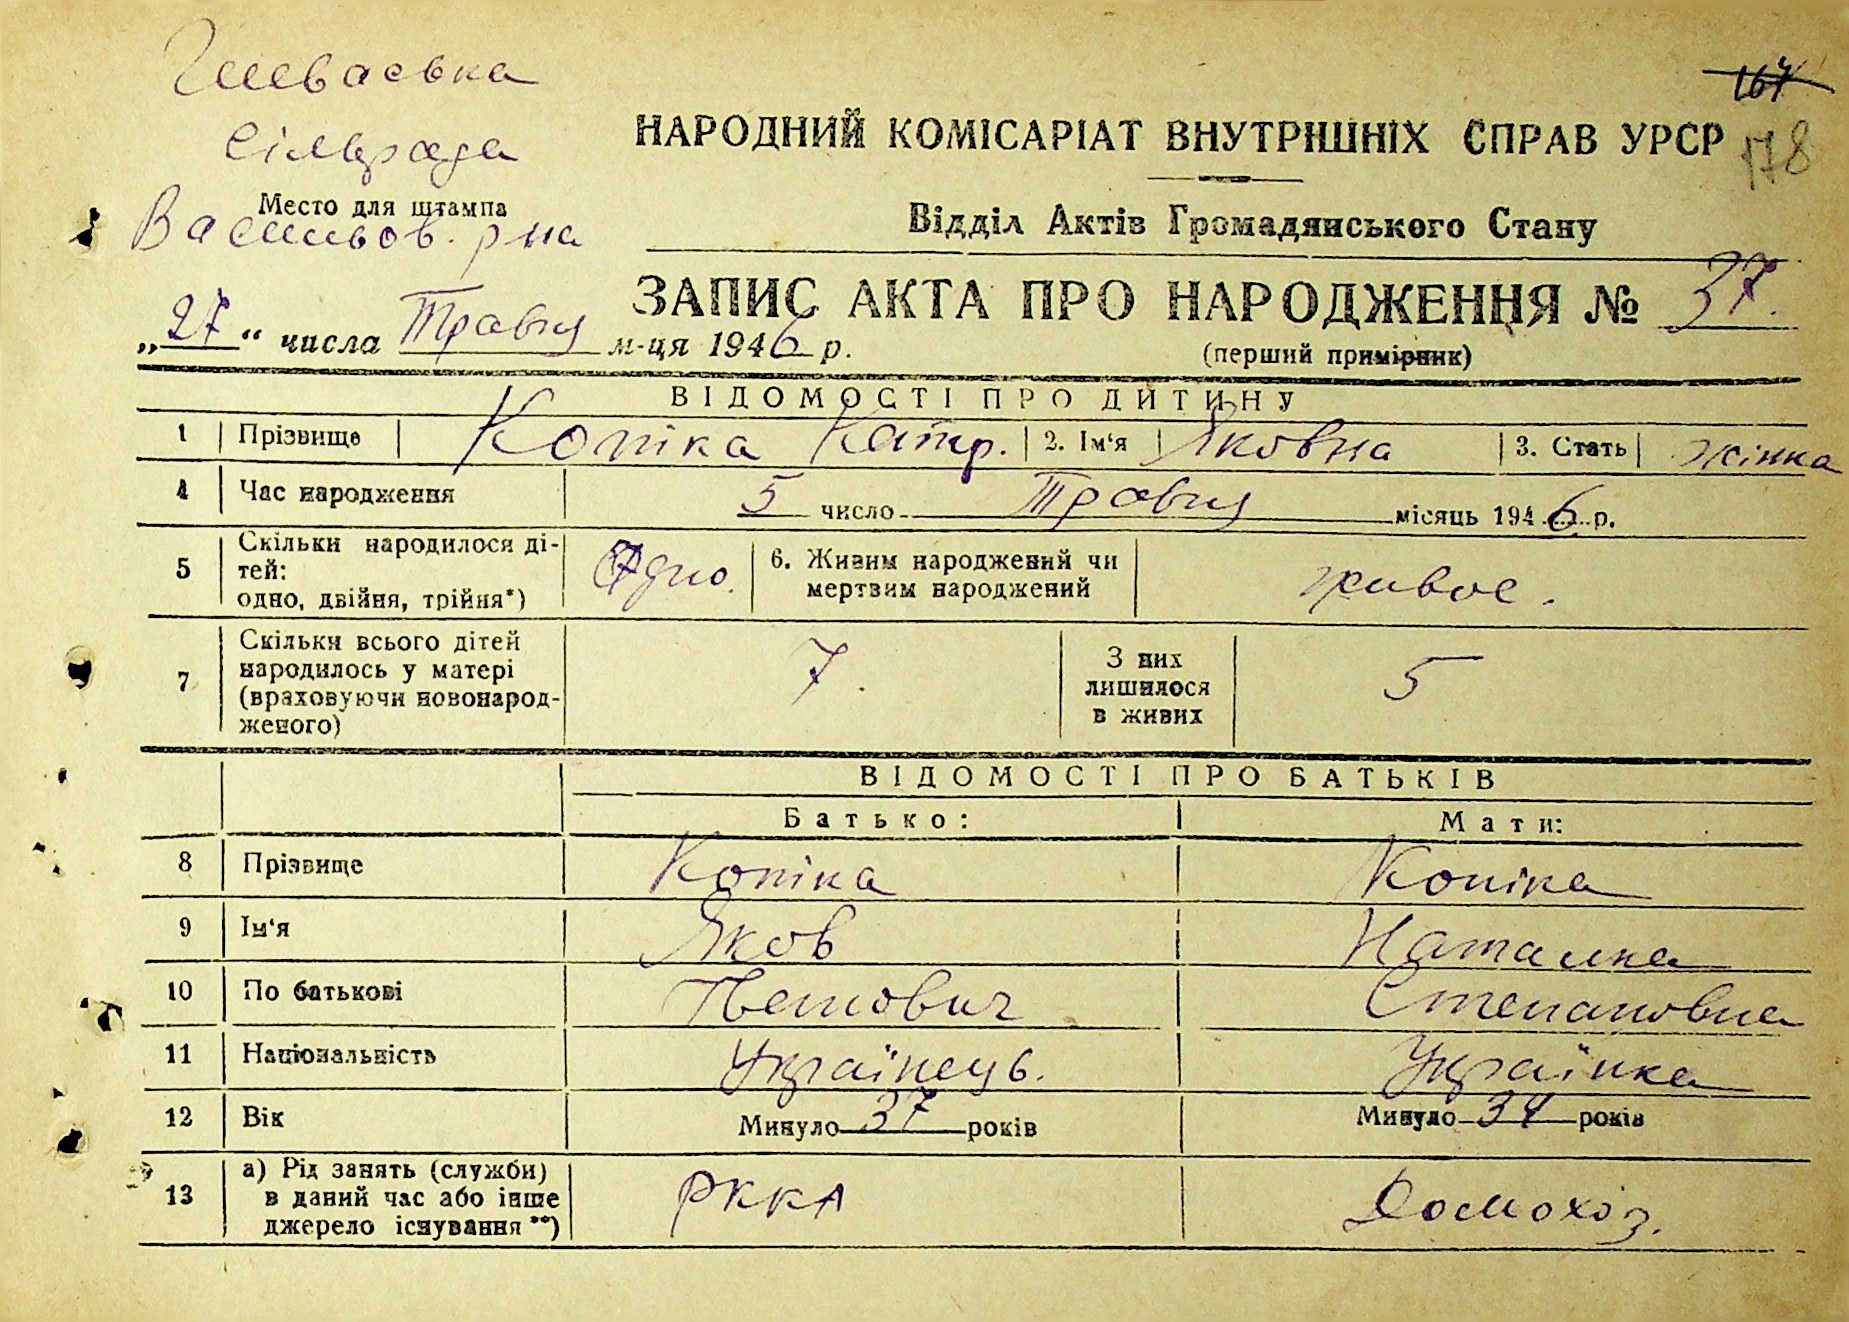 сільрада
167
178
НАРОДНИЙ КОМІСАРІАТ ВНУТРІШНІХ СПРАВ УРСР
Место для штампа
Васильов. р-на
Відділ Актів Громадянського Стану
ЗАПИС АКТА ПРО НАРОДЖЕННЯ № 37.
„27“ числа Травня м-ця 1946 р.
(перший примірник)
ВІДОМОСТІ ПРО ДИТИНУ
1 Прізвище Копіка Катр. 2. Ім‘я Яковна 3. Стать жінка
4 Час народження 5 число Травня місяць 1946 р.
5 Скільки народилося дітей: одно, двійня, трійня*) Одно. 6. Живим народжений чи мертвим народжений живое.
7 Скільки всього дітей народилось у матері (враховуючи новонародженого) 7. З них лишилося в живих 5
ВІДОМОСТІ ПРО БАТЬКІВ
Батько: Мати:
8 Прізвище Копіка Копіка
9 Ім‘я Яков Наталка
10 По батькові Степановна
11 Національність Українець. Українка
12 Вік Минуло 37 років Минуло 34 років
13 а) Рід занять (служби) в даний час або інше джерело існування **) РККА Домохоз.